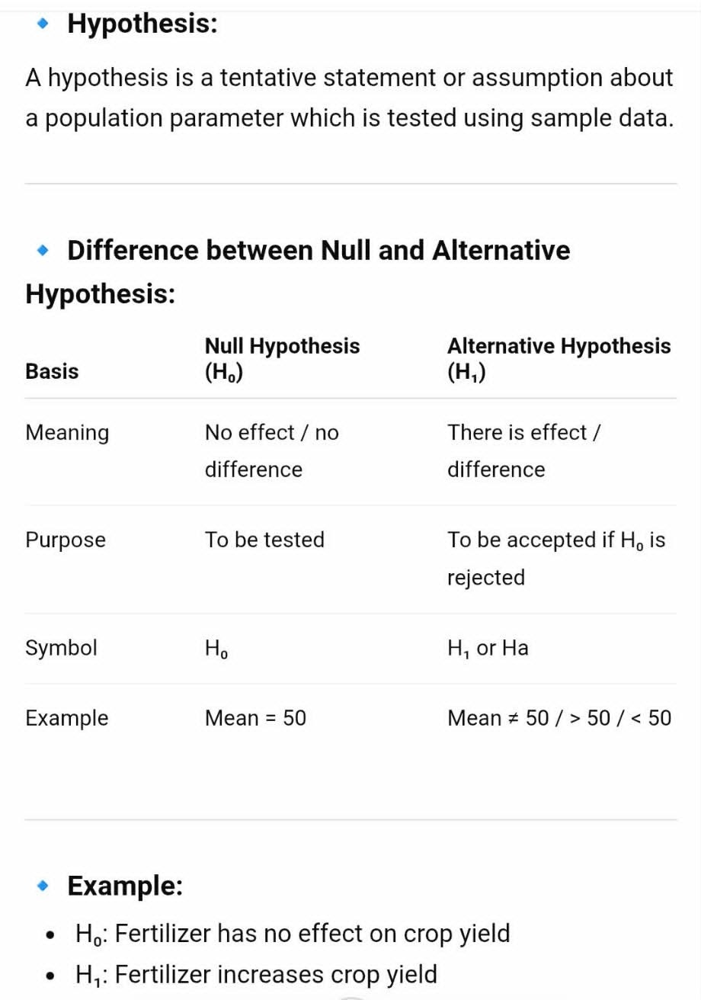 🔹 Hypothesis:
A hypothesis is a tentative statement or assumption about
a population parameter which is tested using sample data.
🔹 Difference between Null and Alternative
Hypothesis:
Basis Null Hypothesis (H₀) Alternative Hypothesis (H₁)
Meaning No effect / no difference There is effect / difference
Purpose To be tested To be accepted if H₀ is rejected
Symbol H₀ H₁ or Ha
Example Mean = 50 Mean ≠ 50 / > 50 / < 50
🔹 Example:
• H₀: Fertilizer has no effect on crop yield
• H₁: Fertilizer increases crop yield